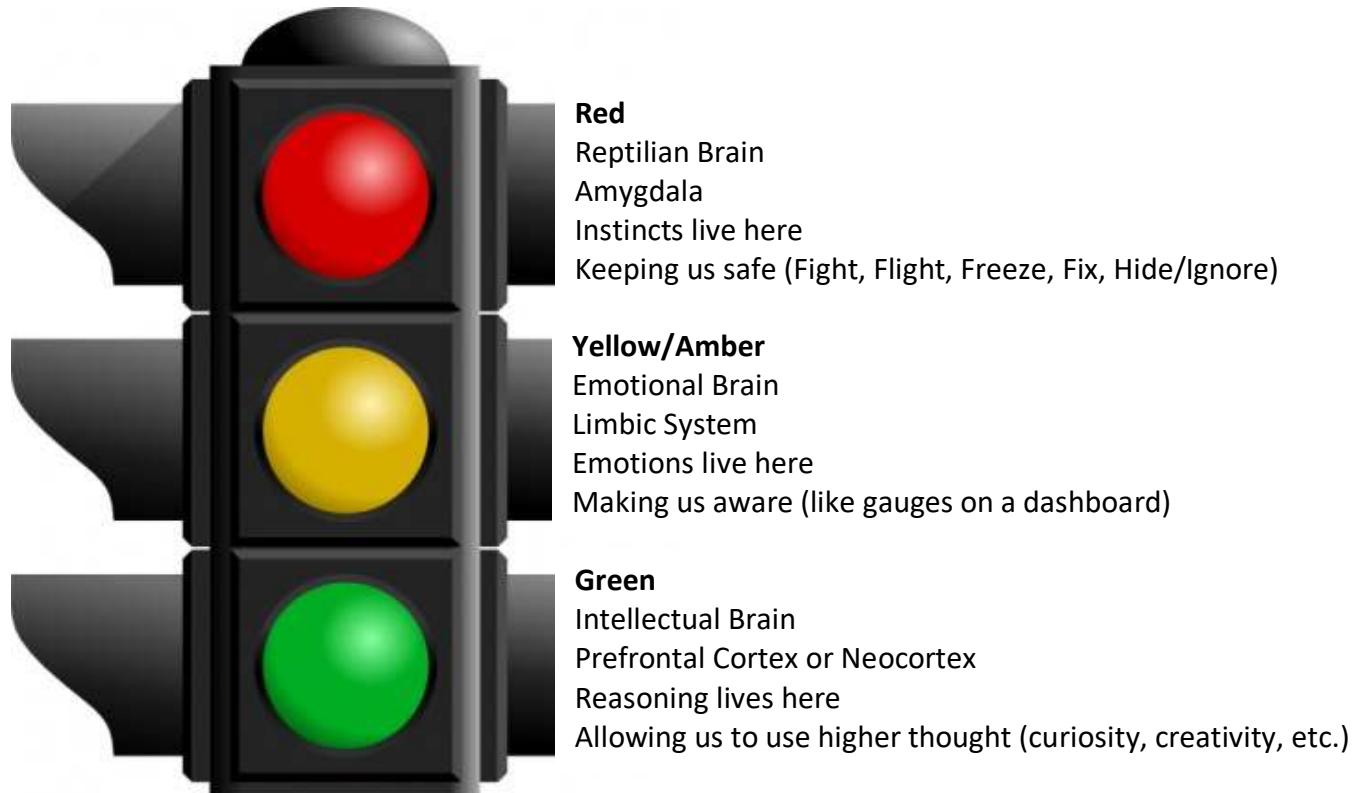 Red
Reptilian Brain
Amygdala
Instincts live here
Keeping us safe (Fight, Flight, Freeze, Fix, Hide/Ignore)
Yellow/Amber
Emotional Brain
Limbic System
Emotions live here
Making us aware (like gauges on a dashboard)
Green
Intellectual Brain
Prefrontal Cortex or Neocortex
Reasoning lives here
Allowing us to use higher thought (curiosity, creativity, etc.)